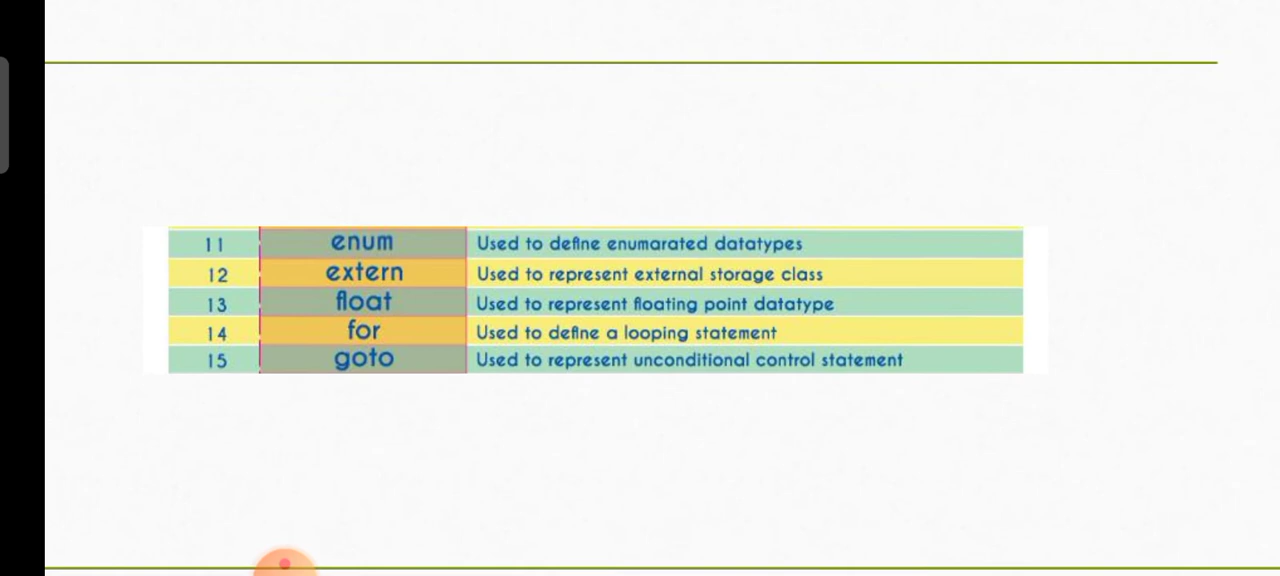 11 enum Used to define enumarated datatypes
12 extern Used to represent external storage class
13 float Used to represent floating point datatype
14 for Used to define a looping statement
15 goto Used to represent unconditional control statement